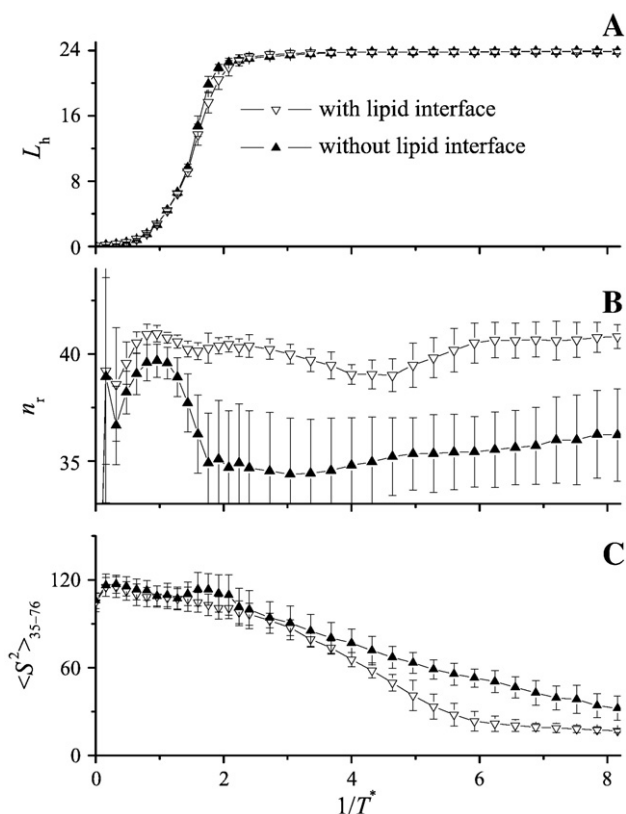 A
24
16
8
0
L_h
with lipid interface
without lipid interface
B
40
35
n_r
C
120
60
0
<S^2>_35–76
0 2 4 6 8
1/T^*